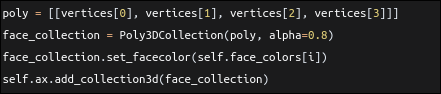 poly = [[vertices[0], vertices[1], vertices[2], vertices[3]]]
face_collection = Poly3DCollection(poly, alpha=0.8)
face_collection.set_facecolor(self.face_colors[i])
self.ax.add_collection3d(face_collection)